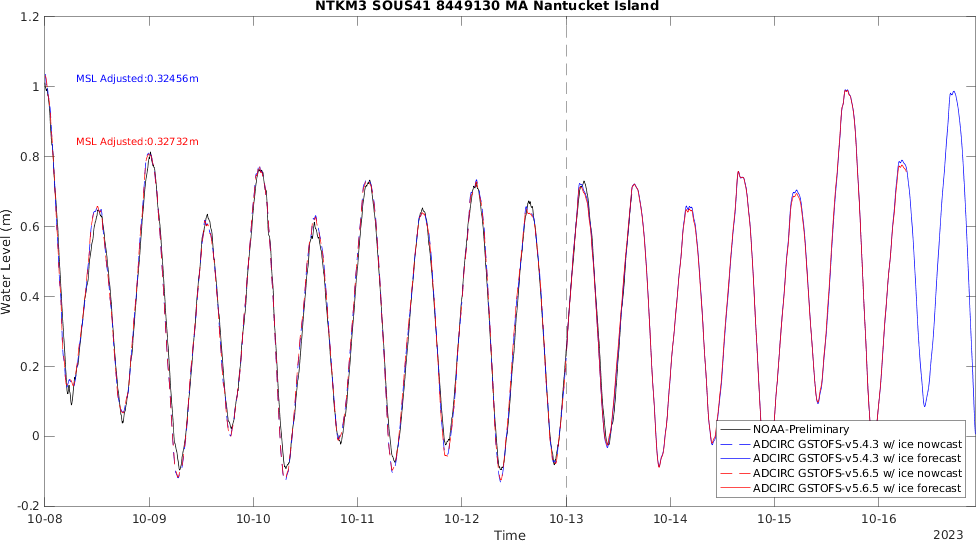 NTKM3 SOUS41 8449130 MA Nantucket Island
1.2
1
0.8
0.6
0.4
0.2
0
-0.2
Water Level (m)
MSL Adjusted:0.32456m
MSL Adjusted:0.32732m
NOAA-Preliminary
ADCIRC GSTOFS-v5.4.3 w/ ice nowcast
ADCIRC GSTOFS-v5.4.3 w/ ice forecast
ADCIRC GSTOFS-v5.6.5 w/ ice nowcast
ADCIRC GSTOFS-v5.6.5 w/ ice forecast
10-08 10-09 10-10 10-11 10-12 10-13 10-14 10-15 10-16
Time
2023